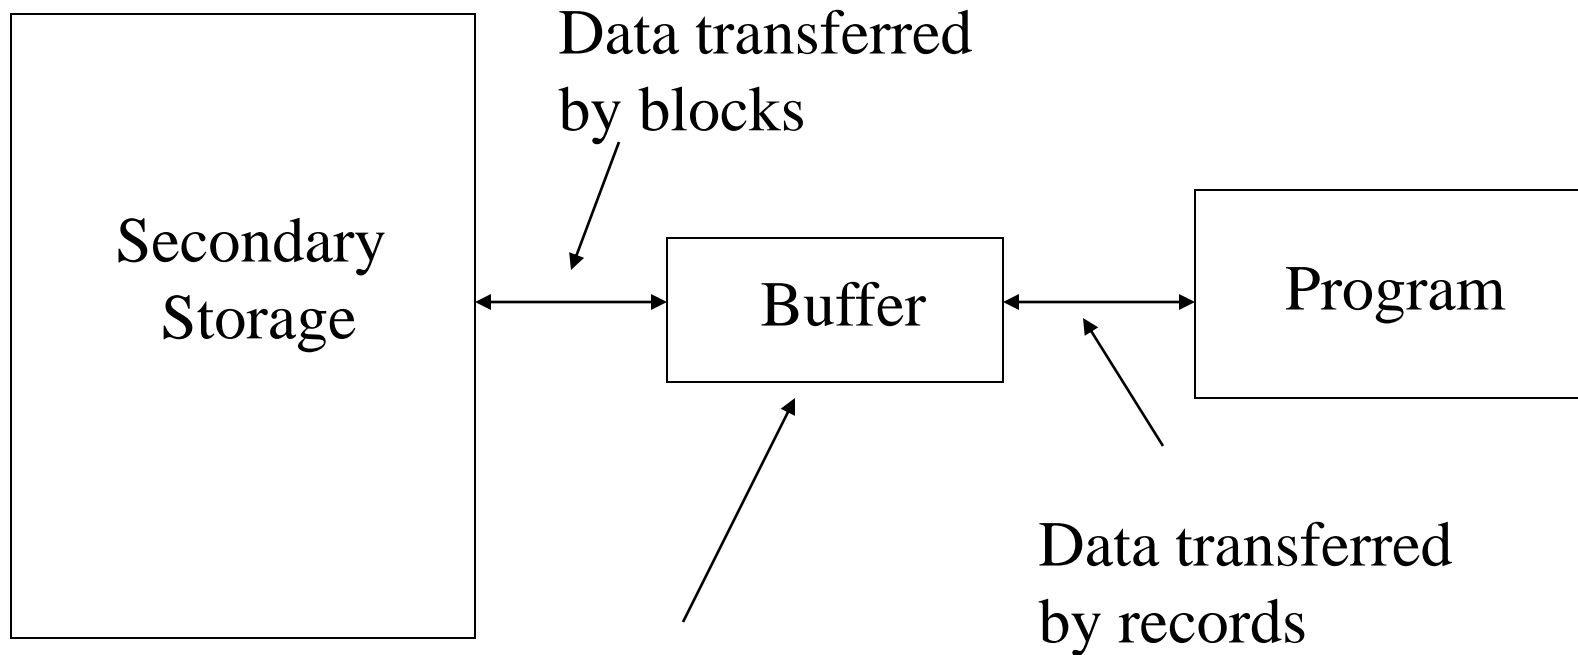 Data transferred
by blocks
Secondary
Storage
Buffer
Program
Data transferred
by records